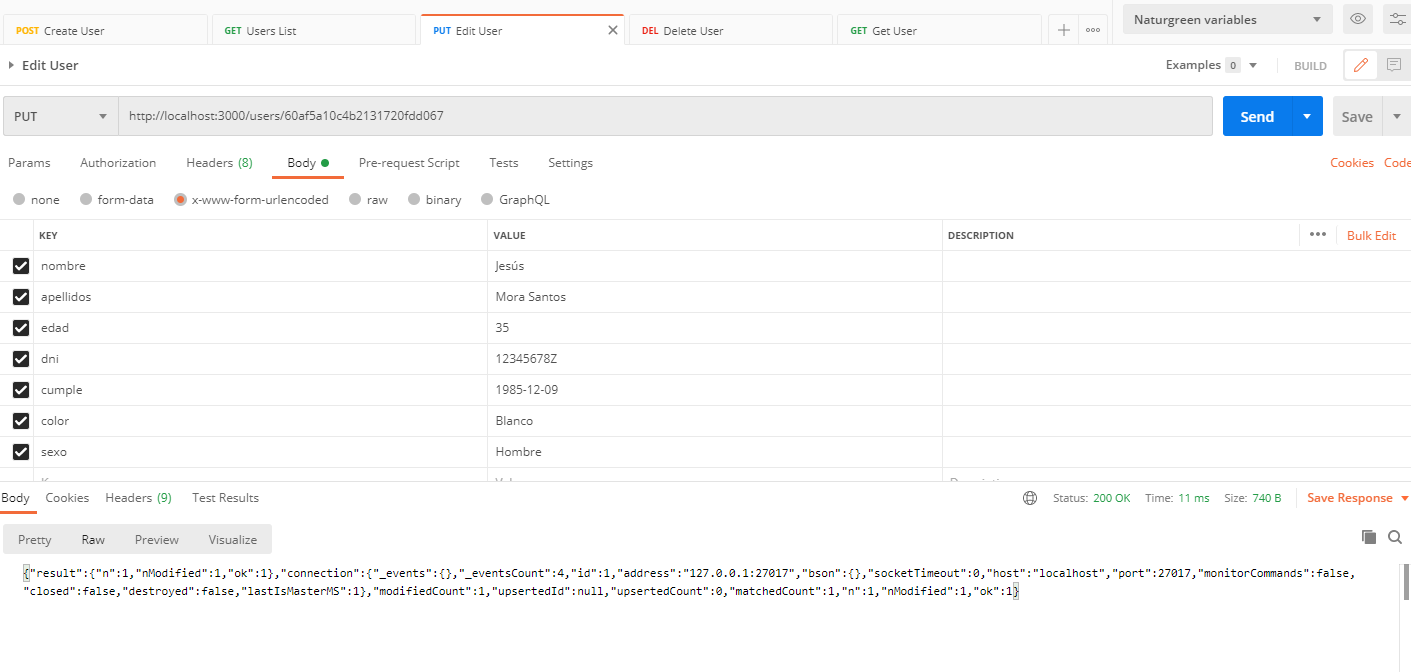 POST Create User GET Users List PUT Edit User DEL Delete User GET Get User Naturgreen variables
Edit User Examples 0 BUILD
PUT http://localhost:3000/users/60af5a10c4b2131720fdd067 Send Save
Params Authorization Headers (8) Body Pre-request Script Tests Settings Cookies Code
none form-data x-www-form-urlencoded raw binary GraphQL
KEY VALUE DESCRIPTION Bulk Edit
nombre Jesús
apellidos Mora Santos
edad 35
dni 12345678Z
cumple 1985-12-09
color Blanco
sexo Hombre
Body Cookies Headers (9) Test Results Status: 200 OK Time: 11 ms Size: 740 B Save Response
Pretty Raw Preview Visualize
{"result":{"n":1,"nModified":1,"ok":1},"connection":{"_events":{},"_eventsCount":4,"id":1,"address":"127.0.0.1:27017","bson":{},"socketTimeout":0,"host":"localhost","port":27017,"monitorCommands":false,
"closed":false,"destroyed":false,"lastIsMasterMS":1},"modifiedCount":1,"upsertedId":null,"upsertedCount":0,"matchedCount":1,"n":1,"nModified":1,"ok":1}